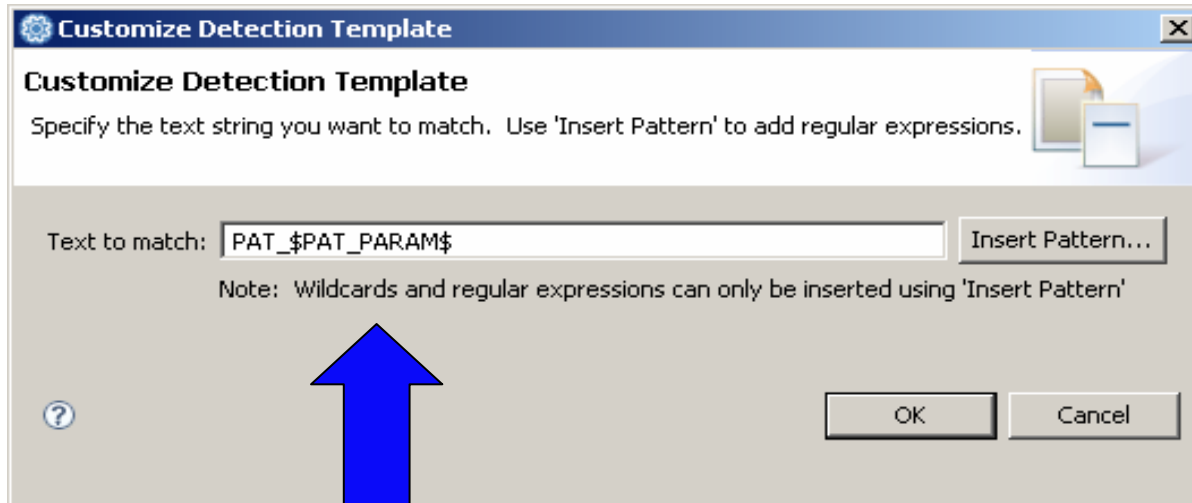 Customize Detection Template
Customize Detection Template
Specify the text string you want to match.  Use 'Insert Pattern' to add regular expressions.
Text to match: PAT_$PAT_PARAM$ Insert Pattern...
Note:  Wildcards and regular expressions can only be inserted using 'Insert Pattern'
? OK Cancel